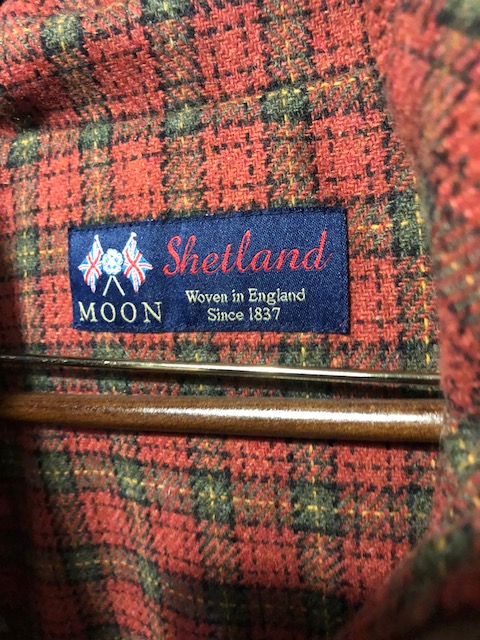 Shetland
MOON
Woven in England
Since 1837